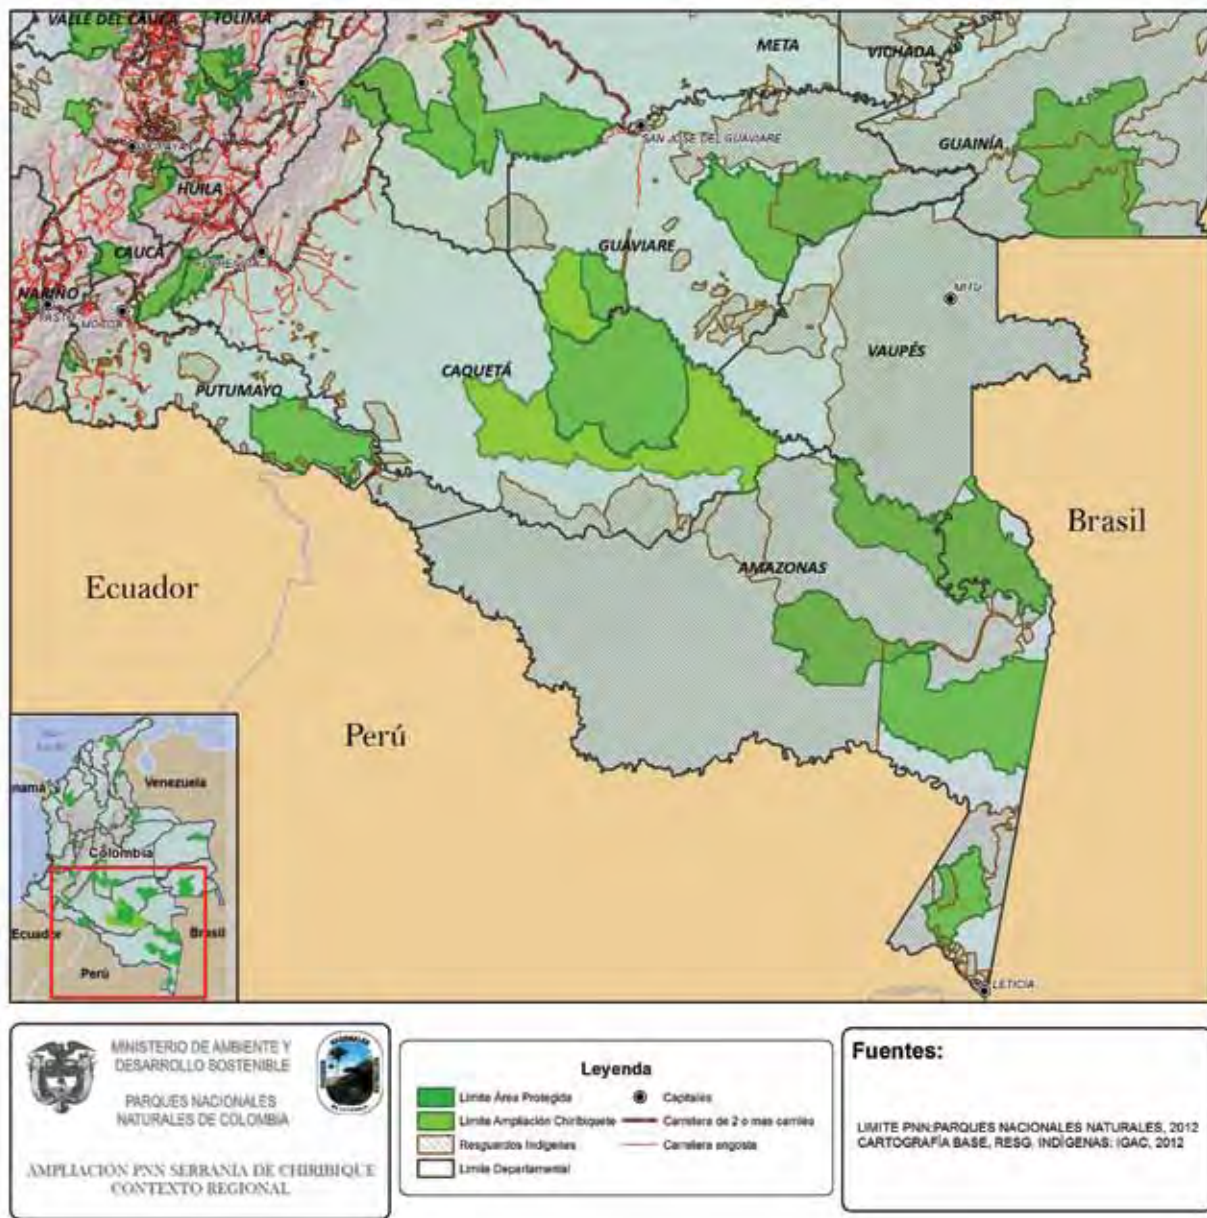 VALLE DEL CAUCA
TOLIMA
META
VICHADA
SAN JOSE DEL GUAVIARE
GUAINÍA
HUILA
CAUCA
GUAVIARE
NARIÑO
PASTO
MOCOA
MITU
VAUPÉS
CAQUETÁ
PUTUMAYO
Brasil
Ecuador
AMAZONAS
Perú
LETICIA
Venezuela
Colombia
Ecuador
Brasil
Perú
MINISTERIO DE AMBIENTE Y
DESARROLLO SOSTENIBLE
PARQUES NACIONALES
NATURALES DE COLOMBIA
AMPLIACIÓN PNN SERRANIA DE CHIRIBIQUE
CONTEXTO REGIONAL
Leyenda
Limite Área Protegida
Limite Ampliación Chiribiquete
Resguardos Indígenas
Limite Departamental
Capitales
Carretera de 2 o mas carriles
Carretera angosta
Fuentes:
LIMITE PNN:PARQUES NACIONALES NATURALES, 2012
CARTOGRAFÍA BASE, RESG. INDÍGENAS: IGAC, 2012